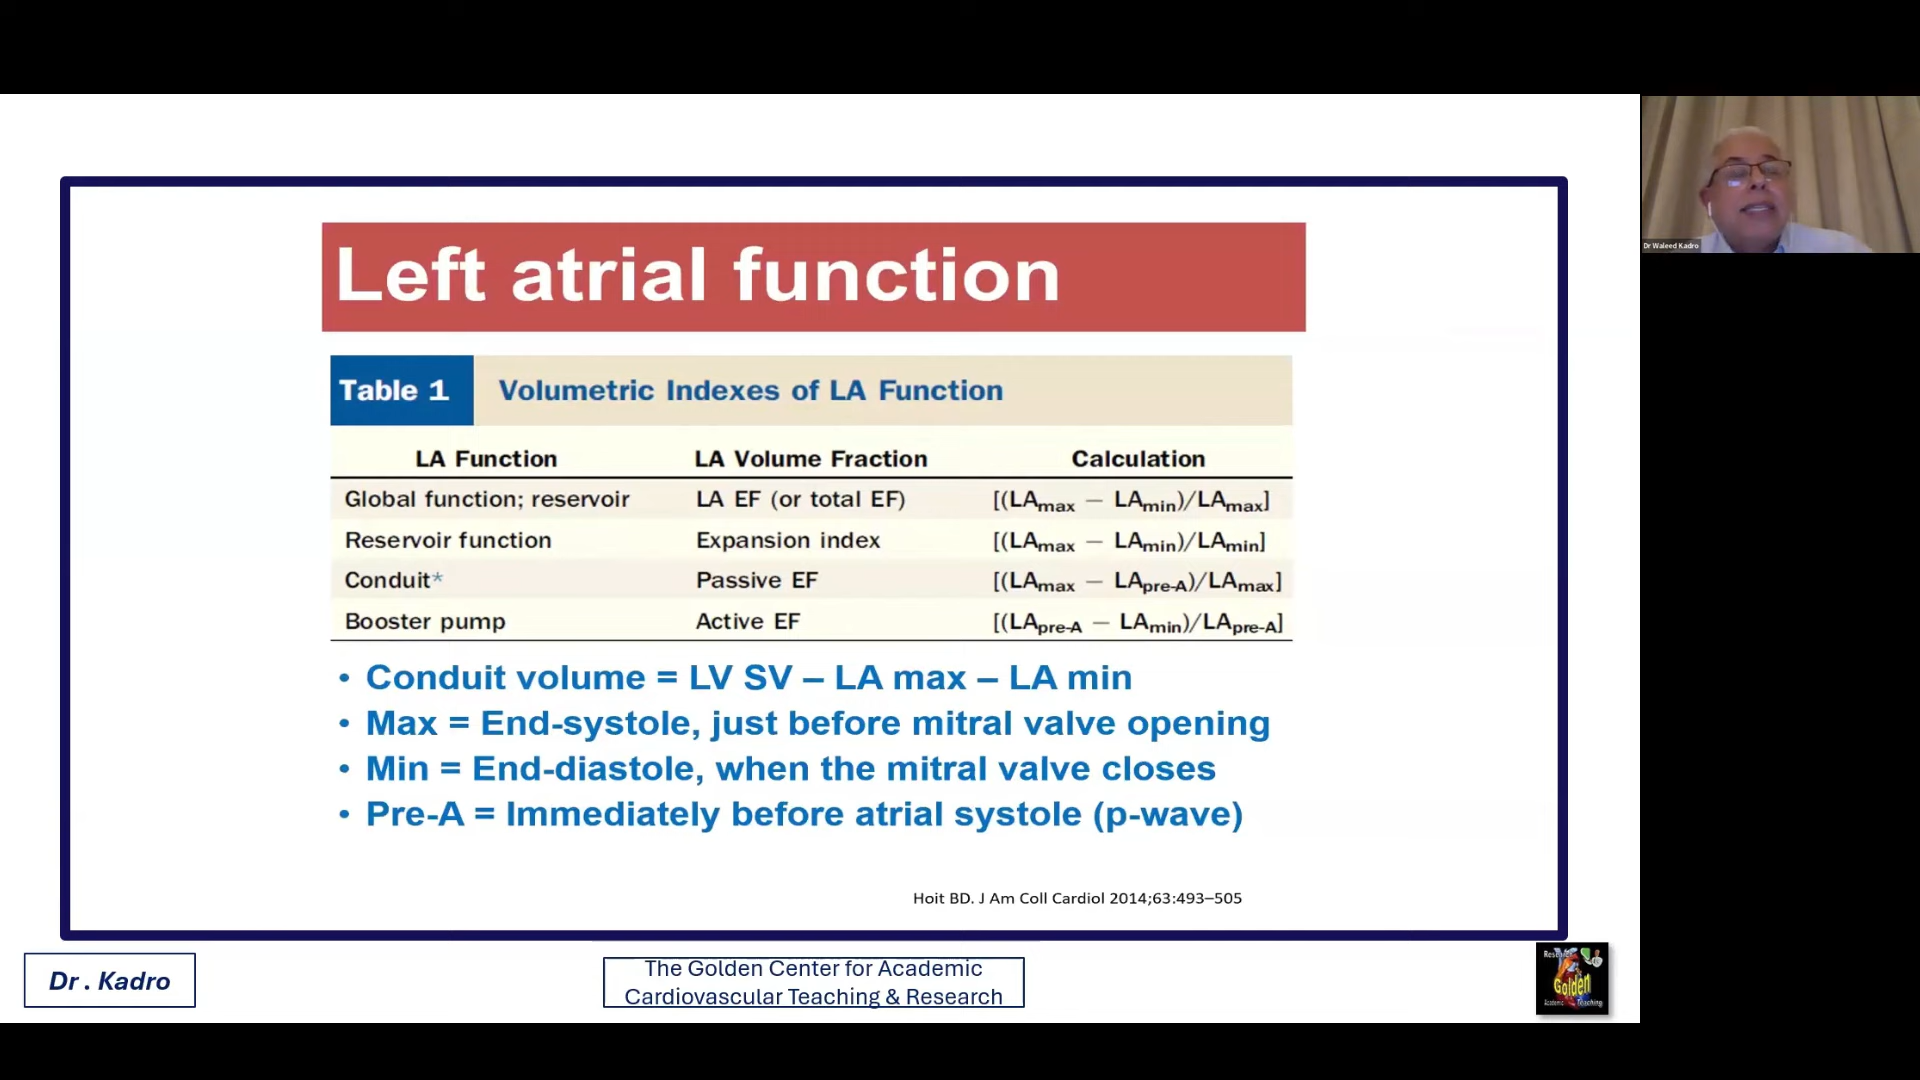 Left atrial function
Table 1 Volumetric Indexes of LA Function
LA Function LA Volume Fraction Calculation
Global function; reservoir LA EF (or total EF) [(LAmax − LAmin)/LAmax]
Reservoir function Expansion index [(LAmax − LAmin)/LAmin]
Conduit* Passive EF [(LAmax − LApre-A)/LAmax]
Booster pump Active EF [(LApre-A − LAmin)/LApre-A]
• Conduit volume = LV SV – LA max – LA min
• Max = End-systole, just before mitral valve opening
• Min = End-diastole, when the mitral valve closes
• Pre-A = Immediately before atrial systole (p-wave)
Hoit BD. J Am Coll Cardiol 2014;63:493–505
Dr . Kadro
The Golden Center for Academic
Cardiovascular Teaching & Research
Golden
Academic Teaching
Dr Waleed Kadro